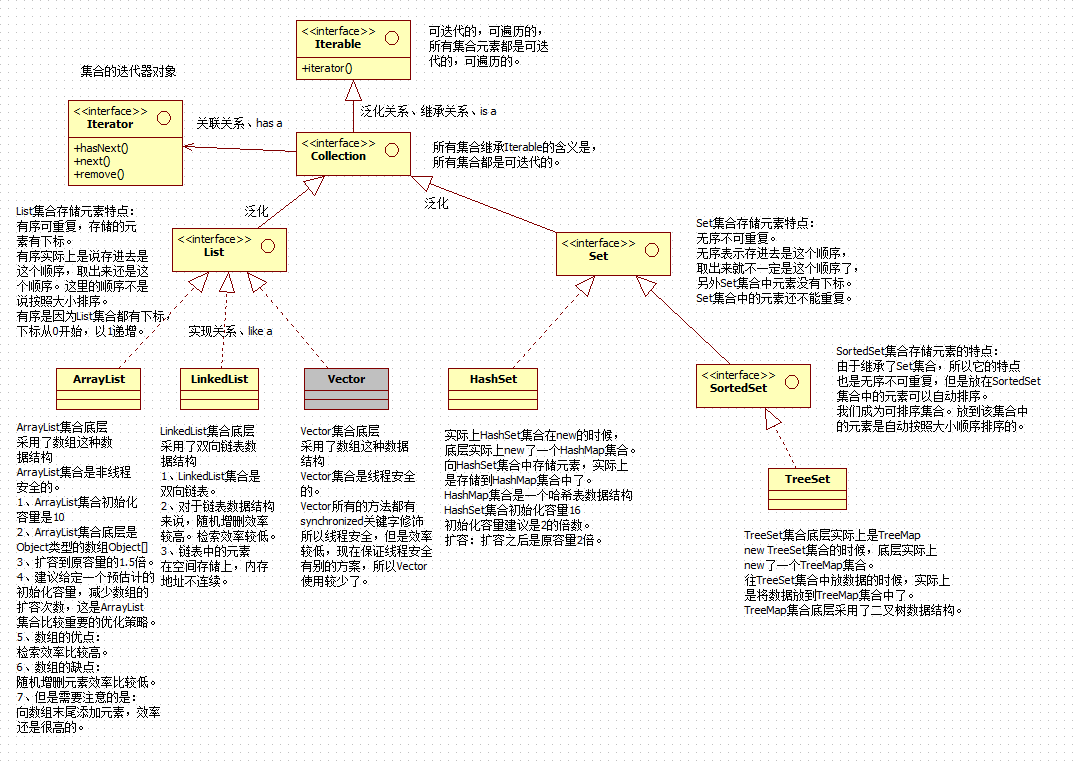 <<interface>>
Iterable
+iterator()
可迭代的，可遍历的，
所有集合元素都是可迭
代的，可遍历的。
集合的迭代器对象
<<interface>>
Iterator
+hasNext()
+next()
+remove()
关联关系、has a
泛化关系、继承关系、is a
<<interface>>
Collection
所有集合继承Iterable的含义是，
所有集合都是可迭代的。
泛化
泛化
List集合存储元素特点：
有序可重复，存储的元
素有下标。
有序实际上是说存进去是
这个顺序，取出来还是这
个顺序。这里的顺序不是
说按照大小排序。
有序是因为List集合都有下标，
下标从0开始，以1递增。
<<interface>>
List
<<interface>>
Set
Set集合存储元素特点：
无序不可重复。
无序表示存进去是这个顺序，
取出来就不一定是这个顺序了，
另外Set集合中元素没有下标。
Set集合中的元素还不能重复。
实现关系、like a
ArrayList
LinkedList
Vector
HashSet
<<interface>>
SortedSet
SortedSet集合存储元素的特点：
由于继承了Set集合，所以它的特点
也是无序不可重复，但是放在SortedSet
集合中的元素可以自动排序。
我们成为可排序集合。放到该集合中
的元素是自动按照大小顺序排序的。
ArrayList集合底层
采用了数组这种数
据结构
ArrayList集合是非线程
安全的。
1、ArrayList集合初始化
容量是10
2、ArrayList集合底层是
Object类型的数组Object[]
3、扩容到原容量的1.5倍。
4、建议给定一个预估计的
初始化容量，减少数组的
扩容次数，这是ArrayList
集合比较重要的优化策略。
5、数组的优点：
检索效率比较高。
6、数组的缺点：
随机增删元素效率比较低。
7、但是需要注意的是：
向数组末尾添加元素，效率
还是很高的。
LinkedList集合底层
采用了双向链表数
据结构
1、LinkedList集合是
双向链表。
2、对于链表数据结构
来说，随机增删效率
较高。检索效率较低。
3、链表中的元素
在空间存储上，内存
地址不连续。
Vector集合底层
采用了数组这种数据
结构
Vector集合是线程安全
的。
Vector所有的方法都有
synchronized关键字修饰
所以线程安全，但是效率
较低，现在保证线程安全
有别的方案，所以Vector
使用较少了。
实际上HashSet集合在new的时候，
底层实际上new了一个HashMap集合。
向HashSet集合中存储元素，实际上
是存储到HashMap集合中了。
HashMap集合是一个哈希表数据结构
HashSet集合初始化容量16
初始化容量建议是2的倍数。
扩容：扩容之后是原容量2倍。
TreeSet
TreeSet集合底层实际上是TreeMap
new TreeSet集合的时候，底层实际上
new了一个TreeMap集合。
往TreeSet集合中放数据的时候，实际上
是将数据放到TreeMap集合中了。
TreeMap集合底层采用了二叉树数据结构。